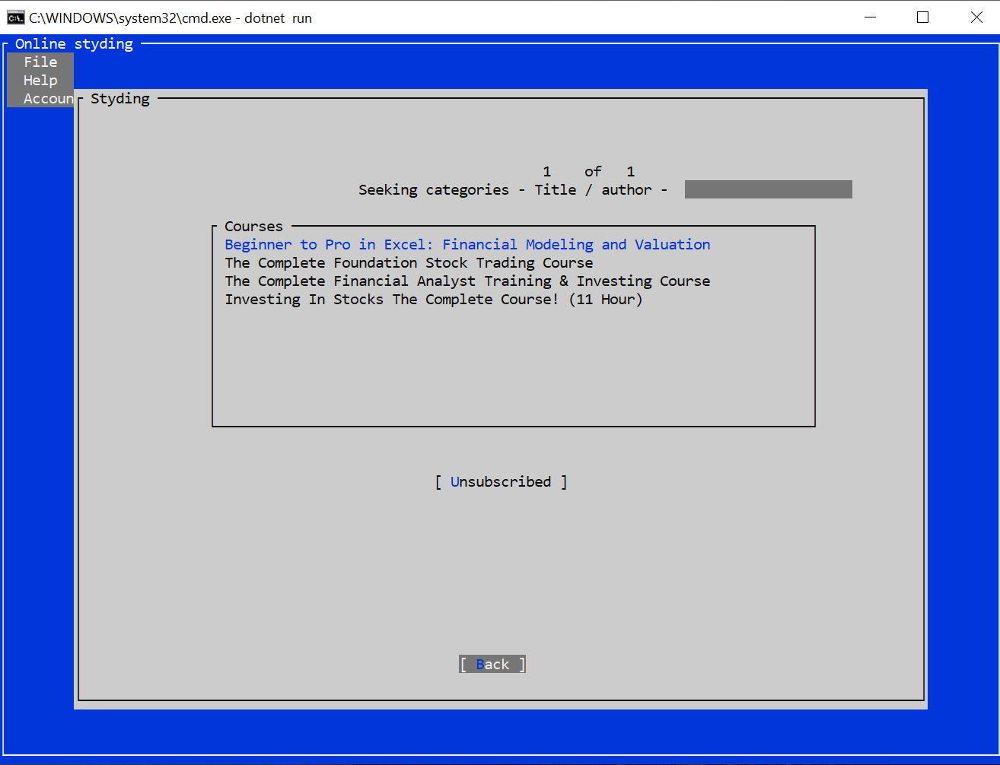 C:\WINDOWS\system32\cmd.exe - dotnet  run
Online styding
File
Help
Accoun
Styding
1 of 1
Seeking categories - Title / author -
Courses
Beginner to Pro in Excel: Financial Modeling and Valuation
The Complete Foundation Stock Trading Course
The Complete Financial Analyst Training & Investing Course
Investing In Stocks The Complete Course! (11 Hour)
[ Unsubscribed ]
[ Back ]